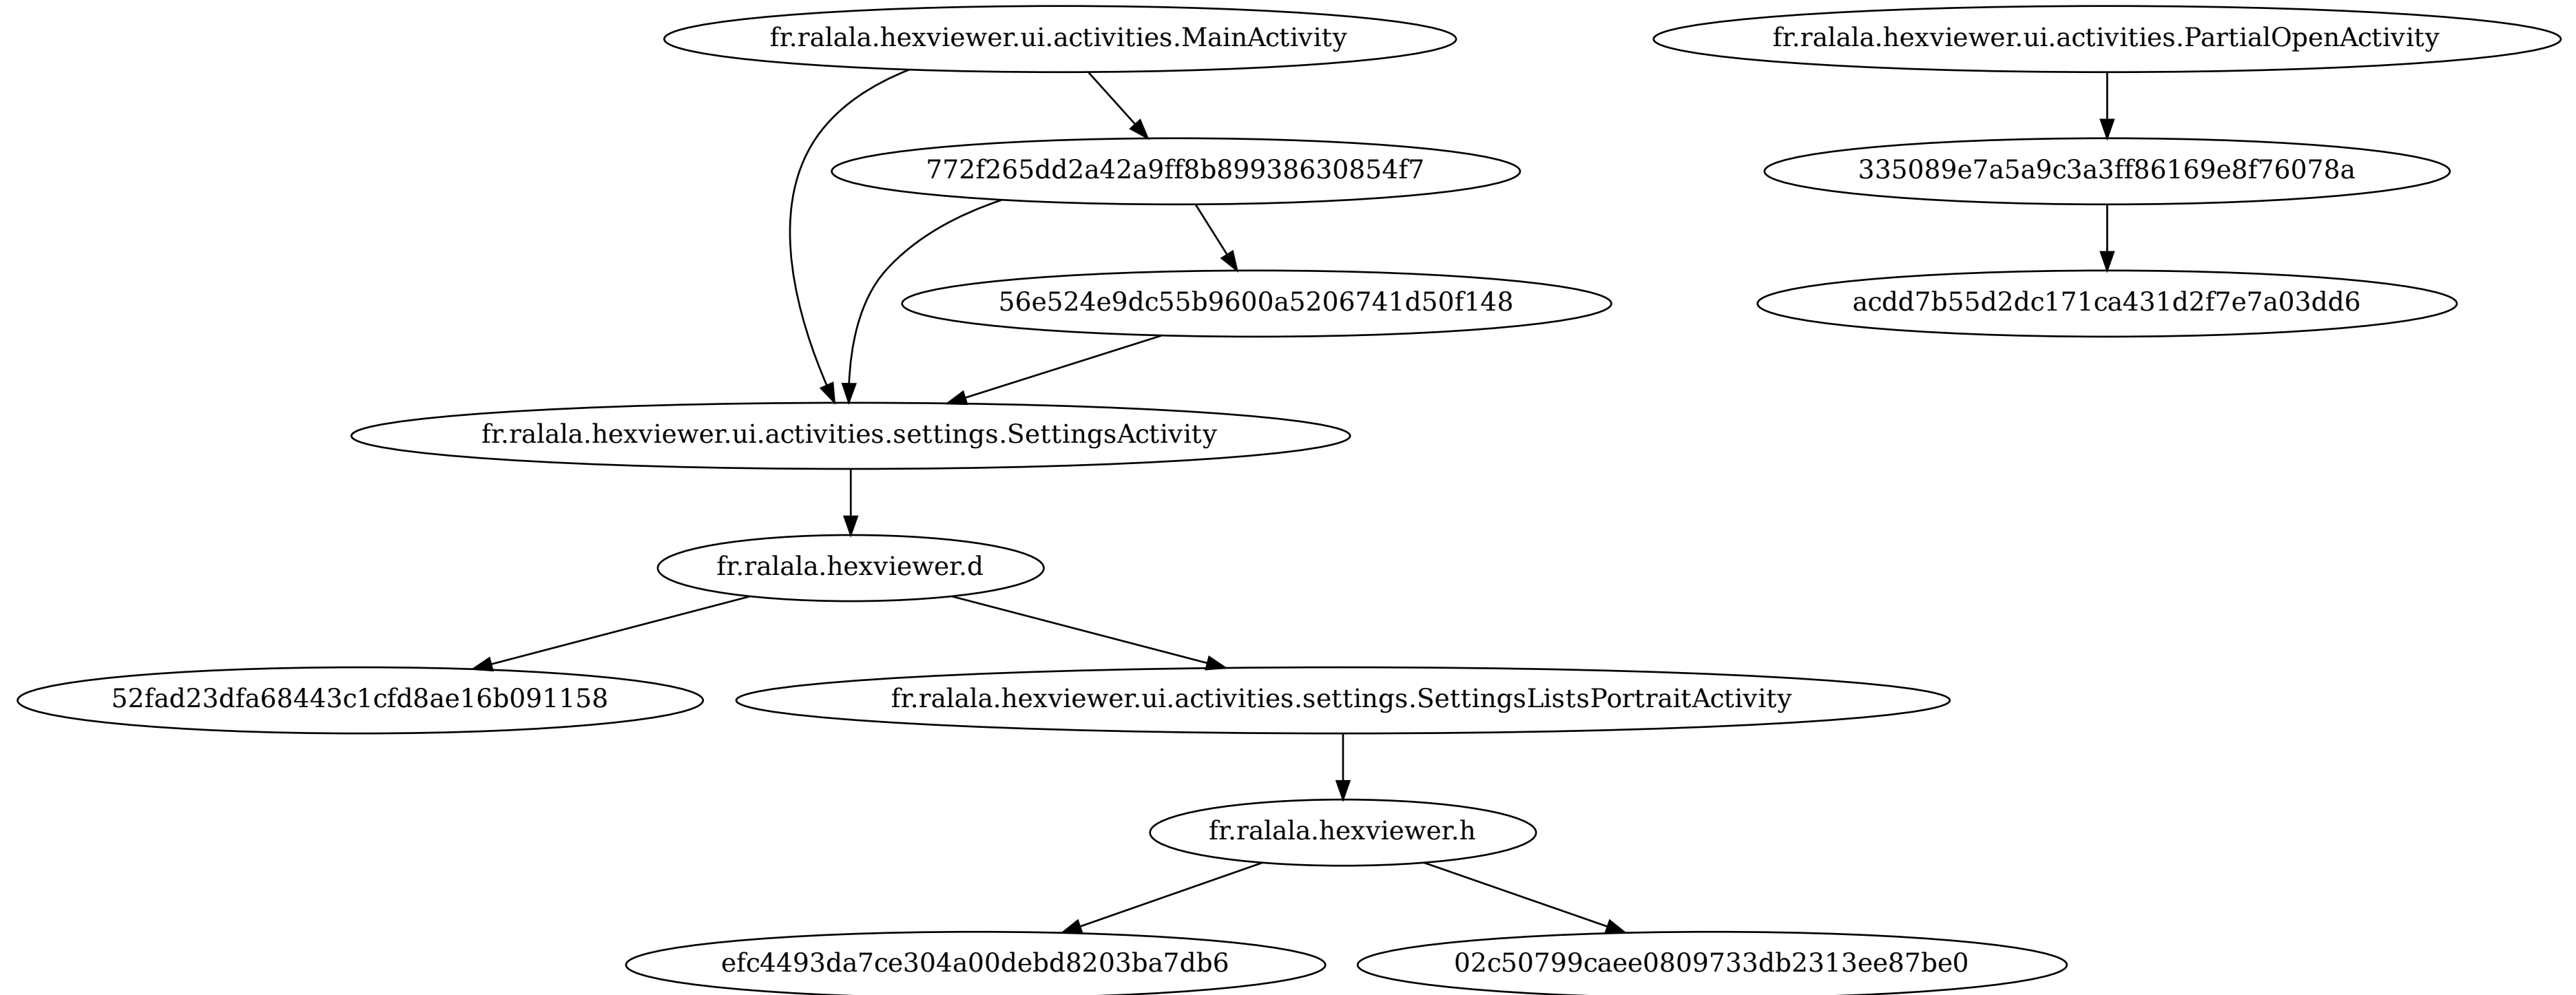 fr.ralala.hexviewer.ui.activities.MainActivity
fr.ralala.hexviewer.ui.activities.PartialOpenActivity
772f265dd2a42a9ff8b89938630854f7
335089e7a5a9c3a3ff86169e8f76078a
56e524e9dc55b9600a5206741d50f148
acdd7b55d2dc171ca431d2f7e7a03dd6
fr.ralala.hexviewer.ui.activities.settings.SettingsActivity
fr.ralala.hexviewer.d
52fad23dfa68443c1cfd8ae16b091158
fr.ralala.hexviewer.ui.activities.settings.SettingsListsPortraitActivity
fr.ralala.hexviewer.h
efc4493da7ce304a00debd8203ba7db6
02c50799caee0809733db2313ee87be0